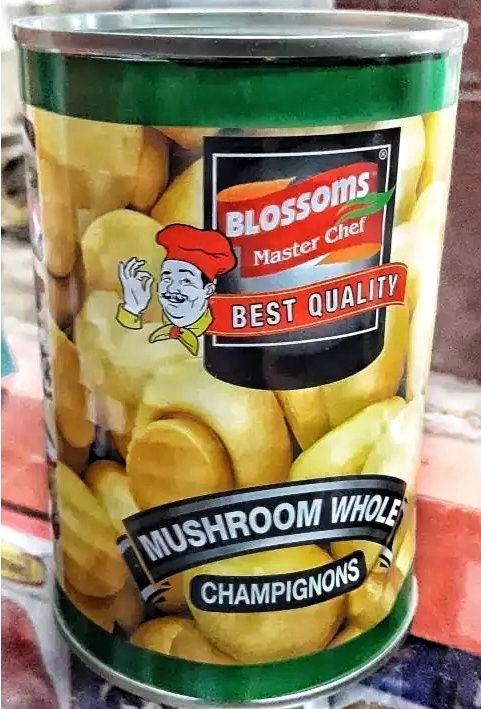 BLOSSOMS®
Master Chef
BEST QUALITY
MUSHROOM WHOLE
CHAMPIGNONS